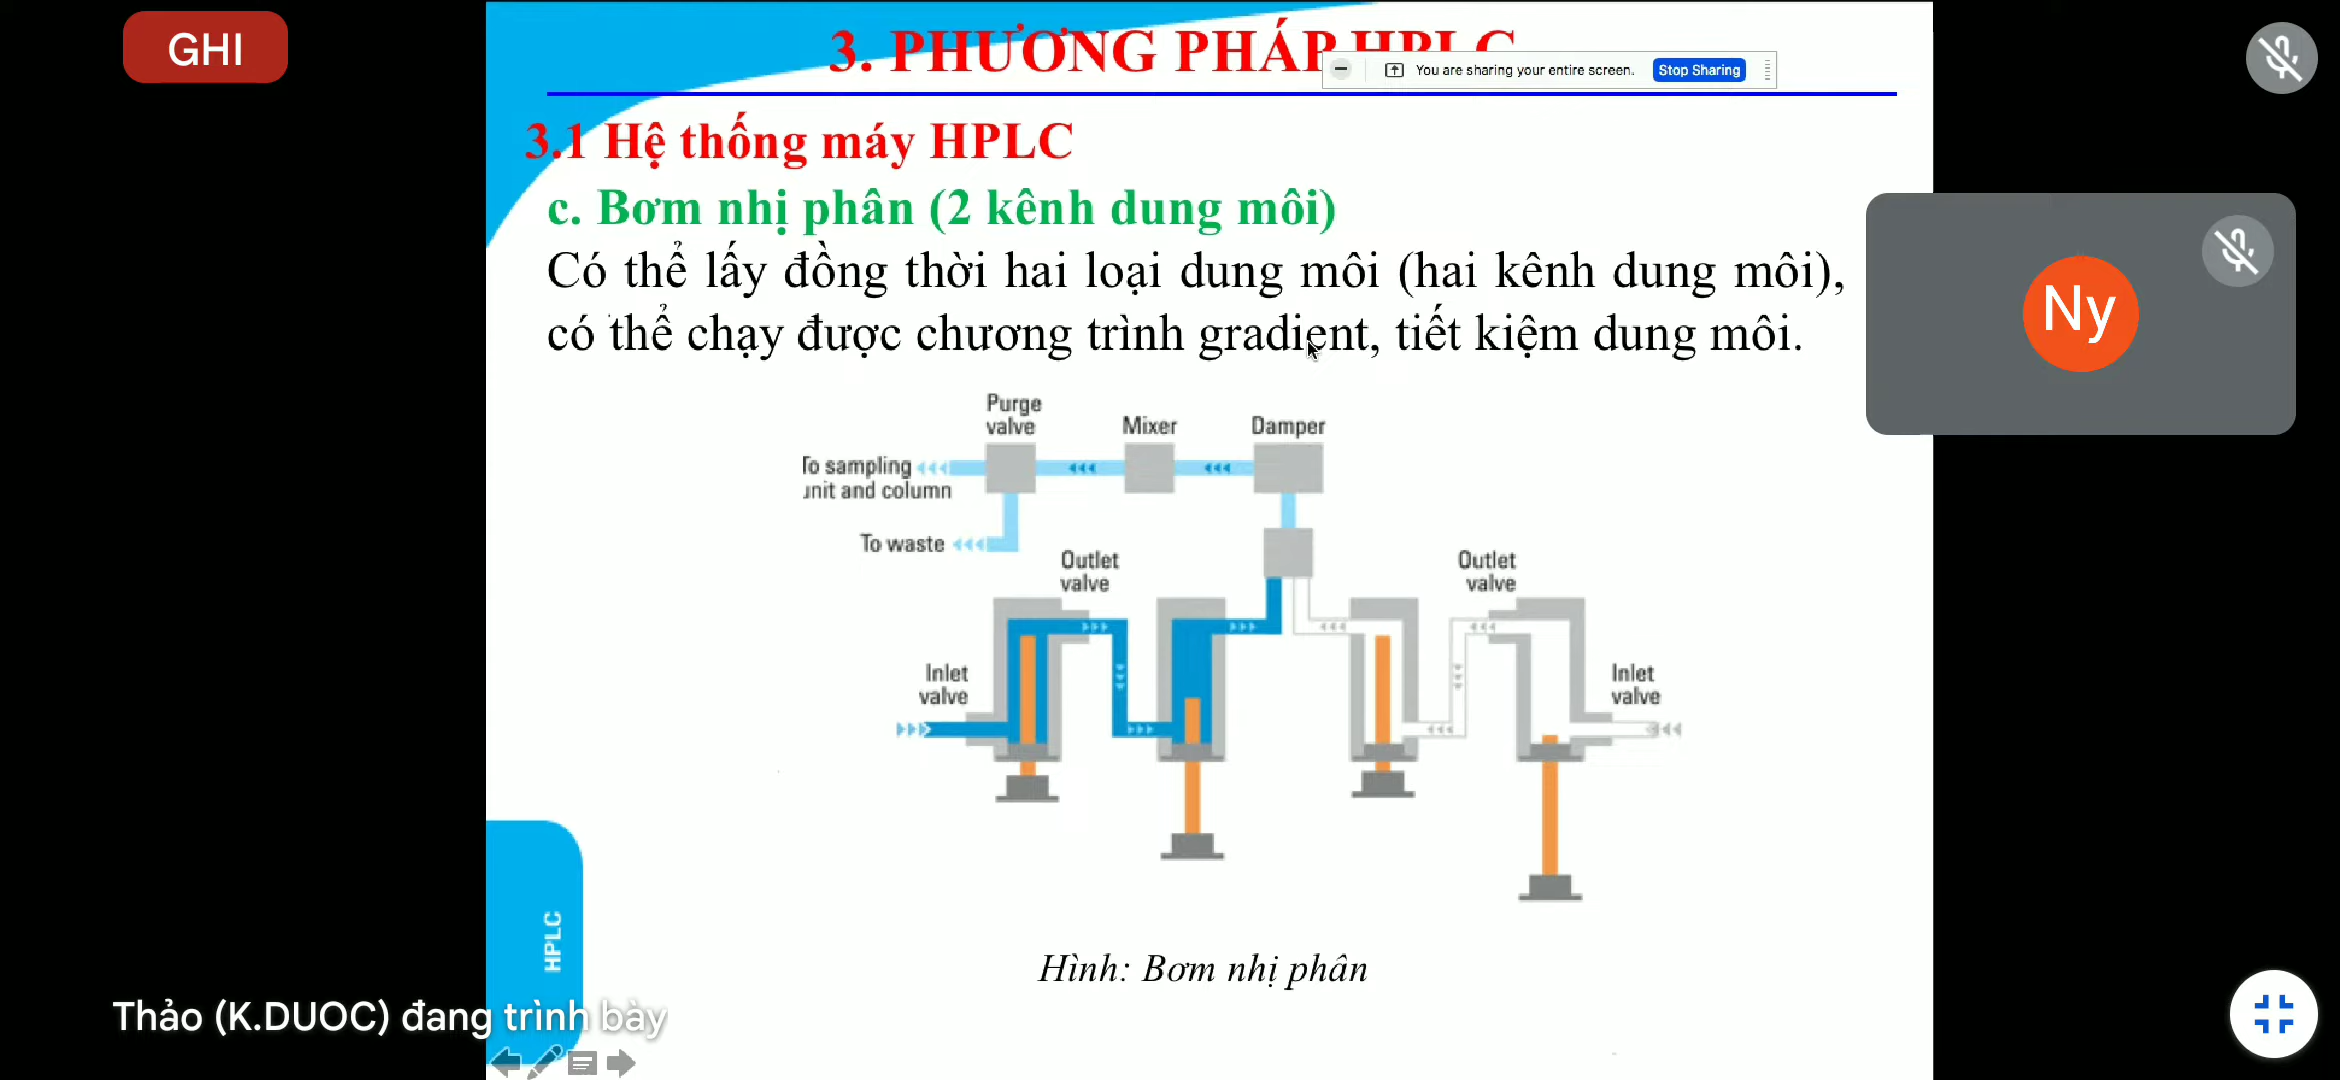 GHI
3. PHƯƠNG PHÁP HPLC
You are sharing your entire screen. Stop Sharing
3.1 Hệ thống máy HPLC
c. Bơm nhị phân (2 kênh dung môi)
Có thể lấy đồng thời hai loại dung môi (hai kênh dung môi),
có thể chạy được chương trình gradient, tiết kiệm dung môi.
Ny
Purge
valve
Mixer
Damper
To sampling
unit and column
To waste
Outlet
valve
Outlet
valve
Inlet
valve
Inlet
valve
HPLC
Hình: Bơm nhị phân
Thảo (K.DUOC) đang trình bày